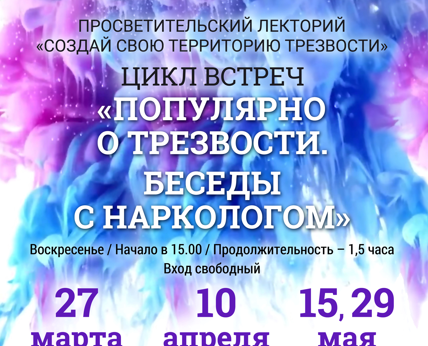 ПРОСВЕТИТЕЛЬСКИЙ ЛЕКТОРИЙ
«СОЗДАЙ СВОЮ ТЕРРИТОРИЮ ТРЕЗВОСТИ»
ЦИКЛ ВСТРЕЧ
«ПОПУЛЯРНО
О ТРЕЗВОСТИ.
БЕСЕДЫ
С НАРКОЛОГОМ»
Воскресенье / Начало в 15.00 / Продолжительность – 1,5 часа
Вход свободный
27 10 15, 29
марта апреля мая